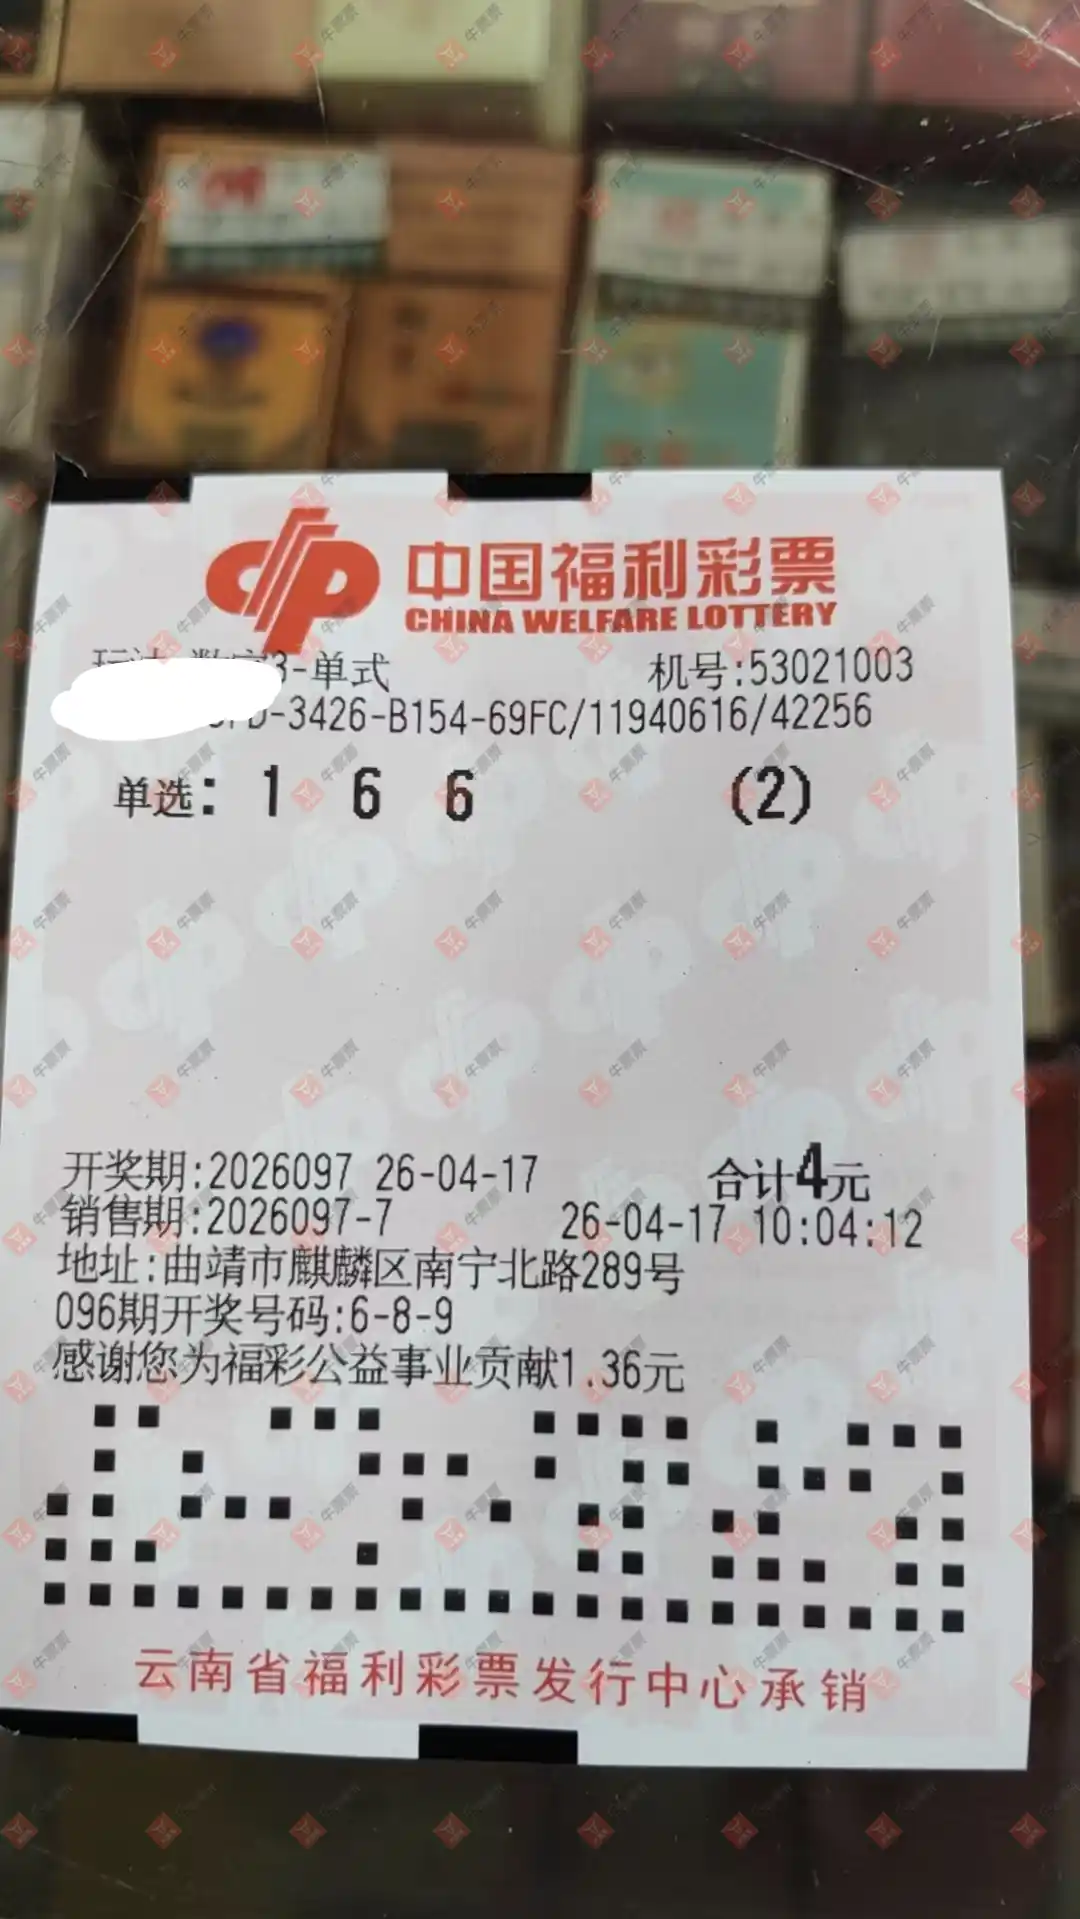 中国福利彩票
CHINA WELFARE LOTTERY
3-单式 机号:53021003
-3426-B154-69FC/11940616/42256
单选: 1 6 6 (2)
开奖期:2026097 26-04-17 合计4元
销售期:2026097-7 26-04-17 10:04:12
地址:曲靖市麒麟区南宁北路289号
096期开奖号码:6-8-9
感谢您为福彩公益事业贡献1.36元
云南省福利彩票发行中心承销
牛票票